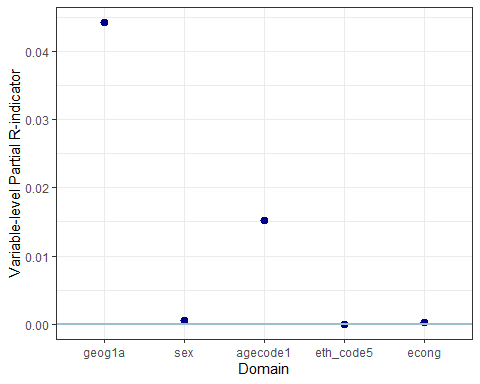 Variable-level Partial R-indicator
0.04
0.03
0.02
0.01
0.00
geog1a sex agecode1 eth_code5 econg
Domain